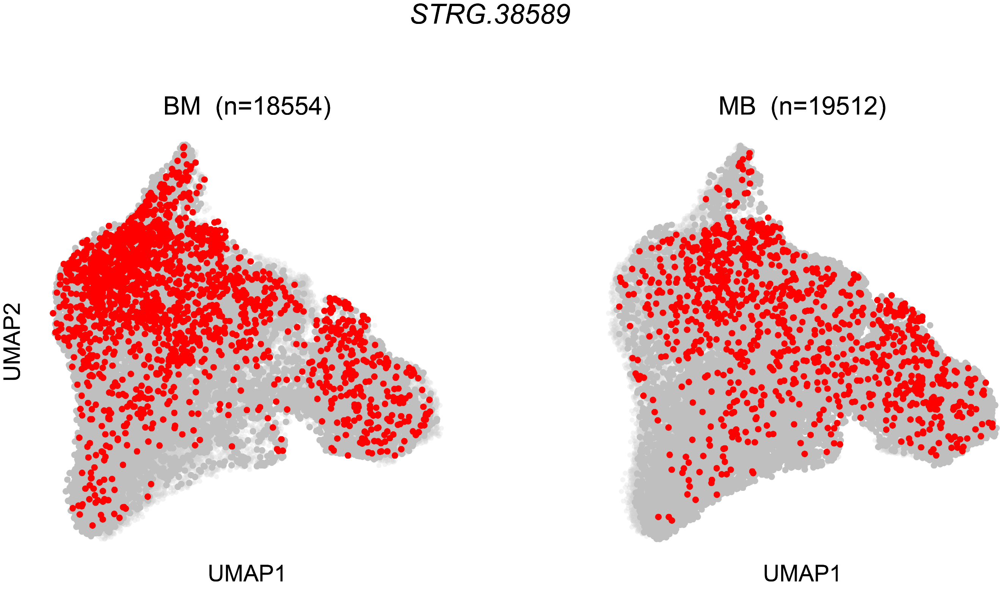 STRG.38589
BM (n=18554)
MB (n=19512)
UMAP2
UMAP1
UMAP1